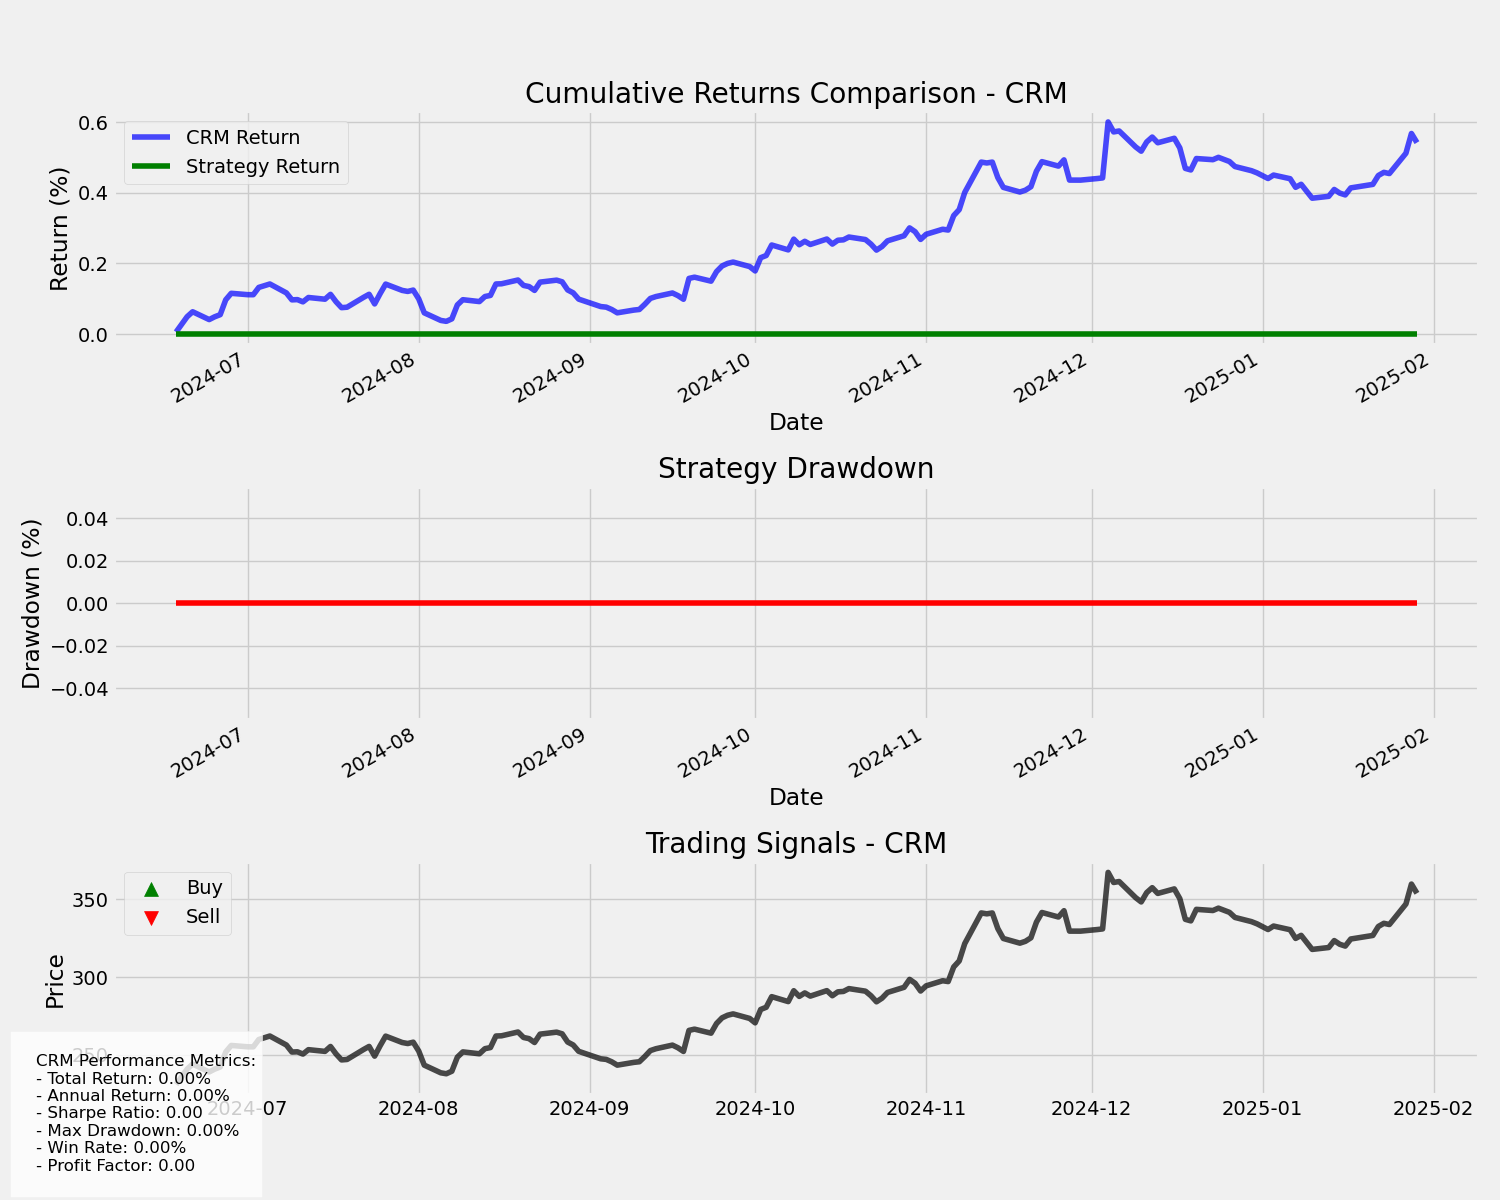 Cumulative Returns Comparison - CRM
CRM Return
Strategy Return
Return (%)
0.6
0.4
0.2
0.0
2024-07 2024-08 2024-09 2024-10 2024-11 2024-12 2025-01 2025-02
Date
Strategy Drawdown
Drawdown (%)
0.04
0.02
0.00
−0.02
−0.04
2024-07 2024-08 2024-09 2024-10 2024-11 2024-12 2025-01 2025-02
Date
Trading Signals - CRM
Buy
Sell
Price
350
300
250
2024-07 2024-08 2024-09 2024-10 2024-11 2024-12 2025-01 2025-02
CRM Performance Metrics:
- Total Return: 0.00%
- Annual Return: 0.00%
- Sharpe Ratio: 0.00
- Max Drawdown: 0.00%
- Win Rate: 0.00%
- Profit Factor: 0.00